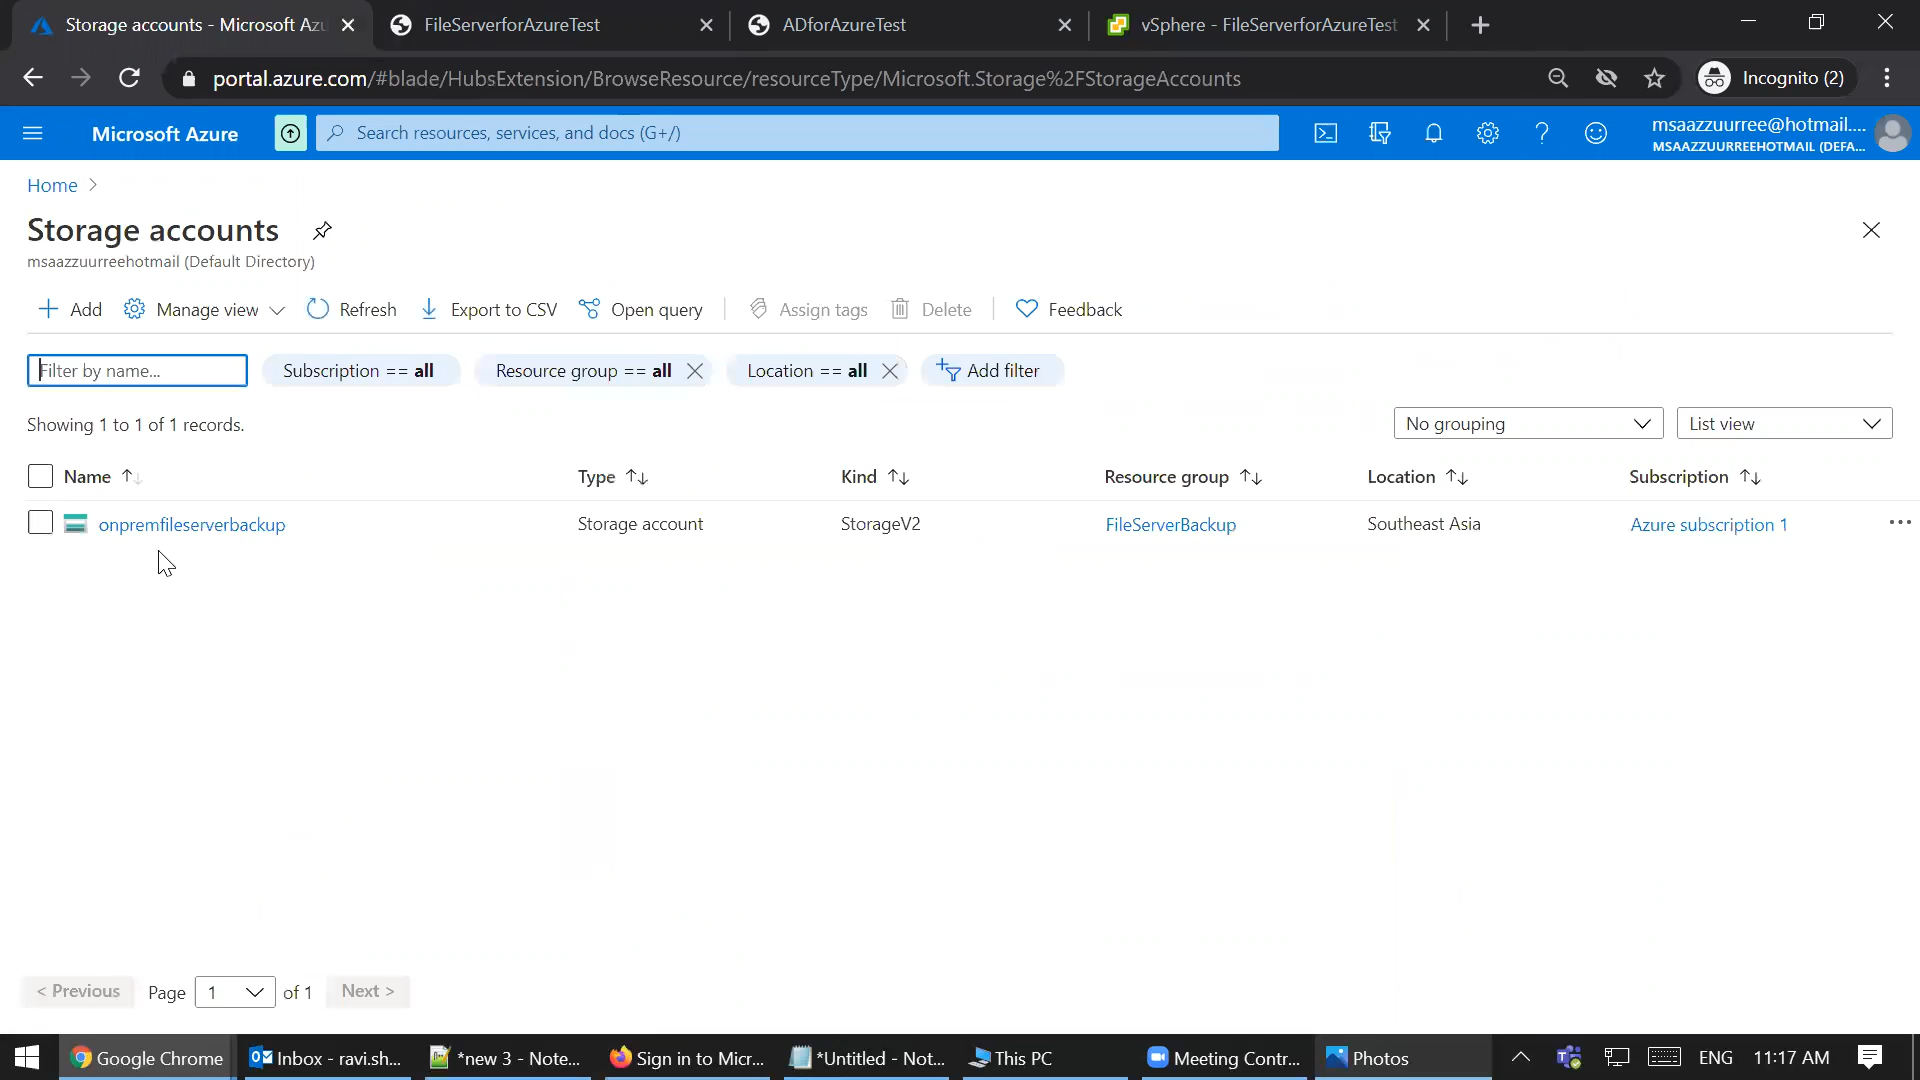 Storage accounts - Microsoft Az
FileServerforAzureTest
ADforAzureTest
vSphere - FileServerforAzureTest
portal.azure.com/#blade/HubsExtension/BrowseResource/resourceType/Microsoft.Storage%2FStorageAccounts
Incognito (2)
Microsoft Azure
Search resources, services, and docs (G+/)
msaazzuurree@hotmail....
MSAAZZUURREEHOTMAIL (DEFA...
Home >
Storage accounts
msaazzuurreehotmail (Default Directory)
+ Add Manage view Refresh Export to CSV Open query Assign tags Delete Feedback
Filter by name... Subscription == all Resource group == all Location == all Add filter
Showing 1 to 1 of 1 records. No grouping List view
Name Type Kind Resource group Location Subscription
onpremfileserverbackup Storage account StorageV2 FileServerBackup Southeast Asia Azure subscription 1 ...
< Previous Page 1 of 1 Next >
Google Chrome Inbox - ravi.sh... *new 3 - Note... Sign in to Micr... *Untitled - Not... This PC Meeting Contr... Photos ENG 11:17 AM